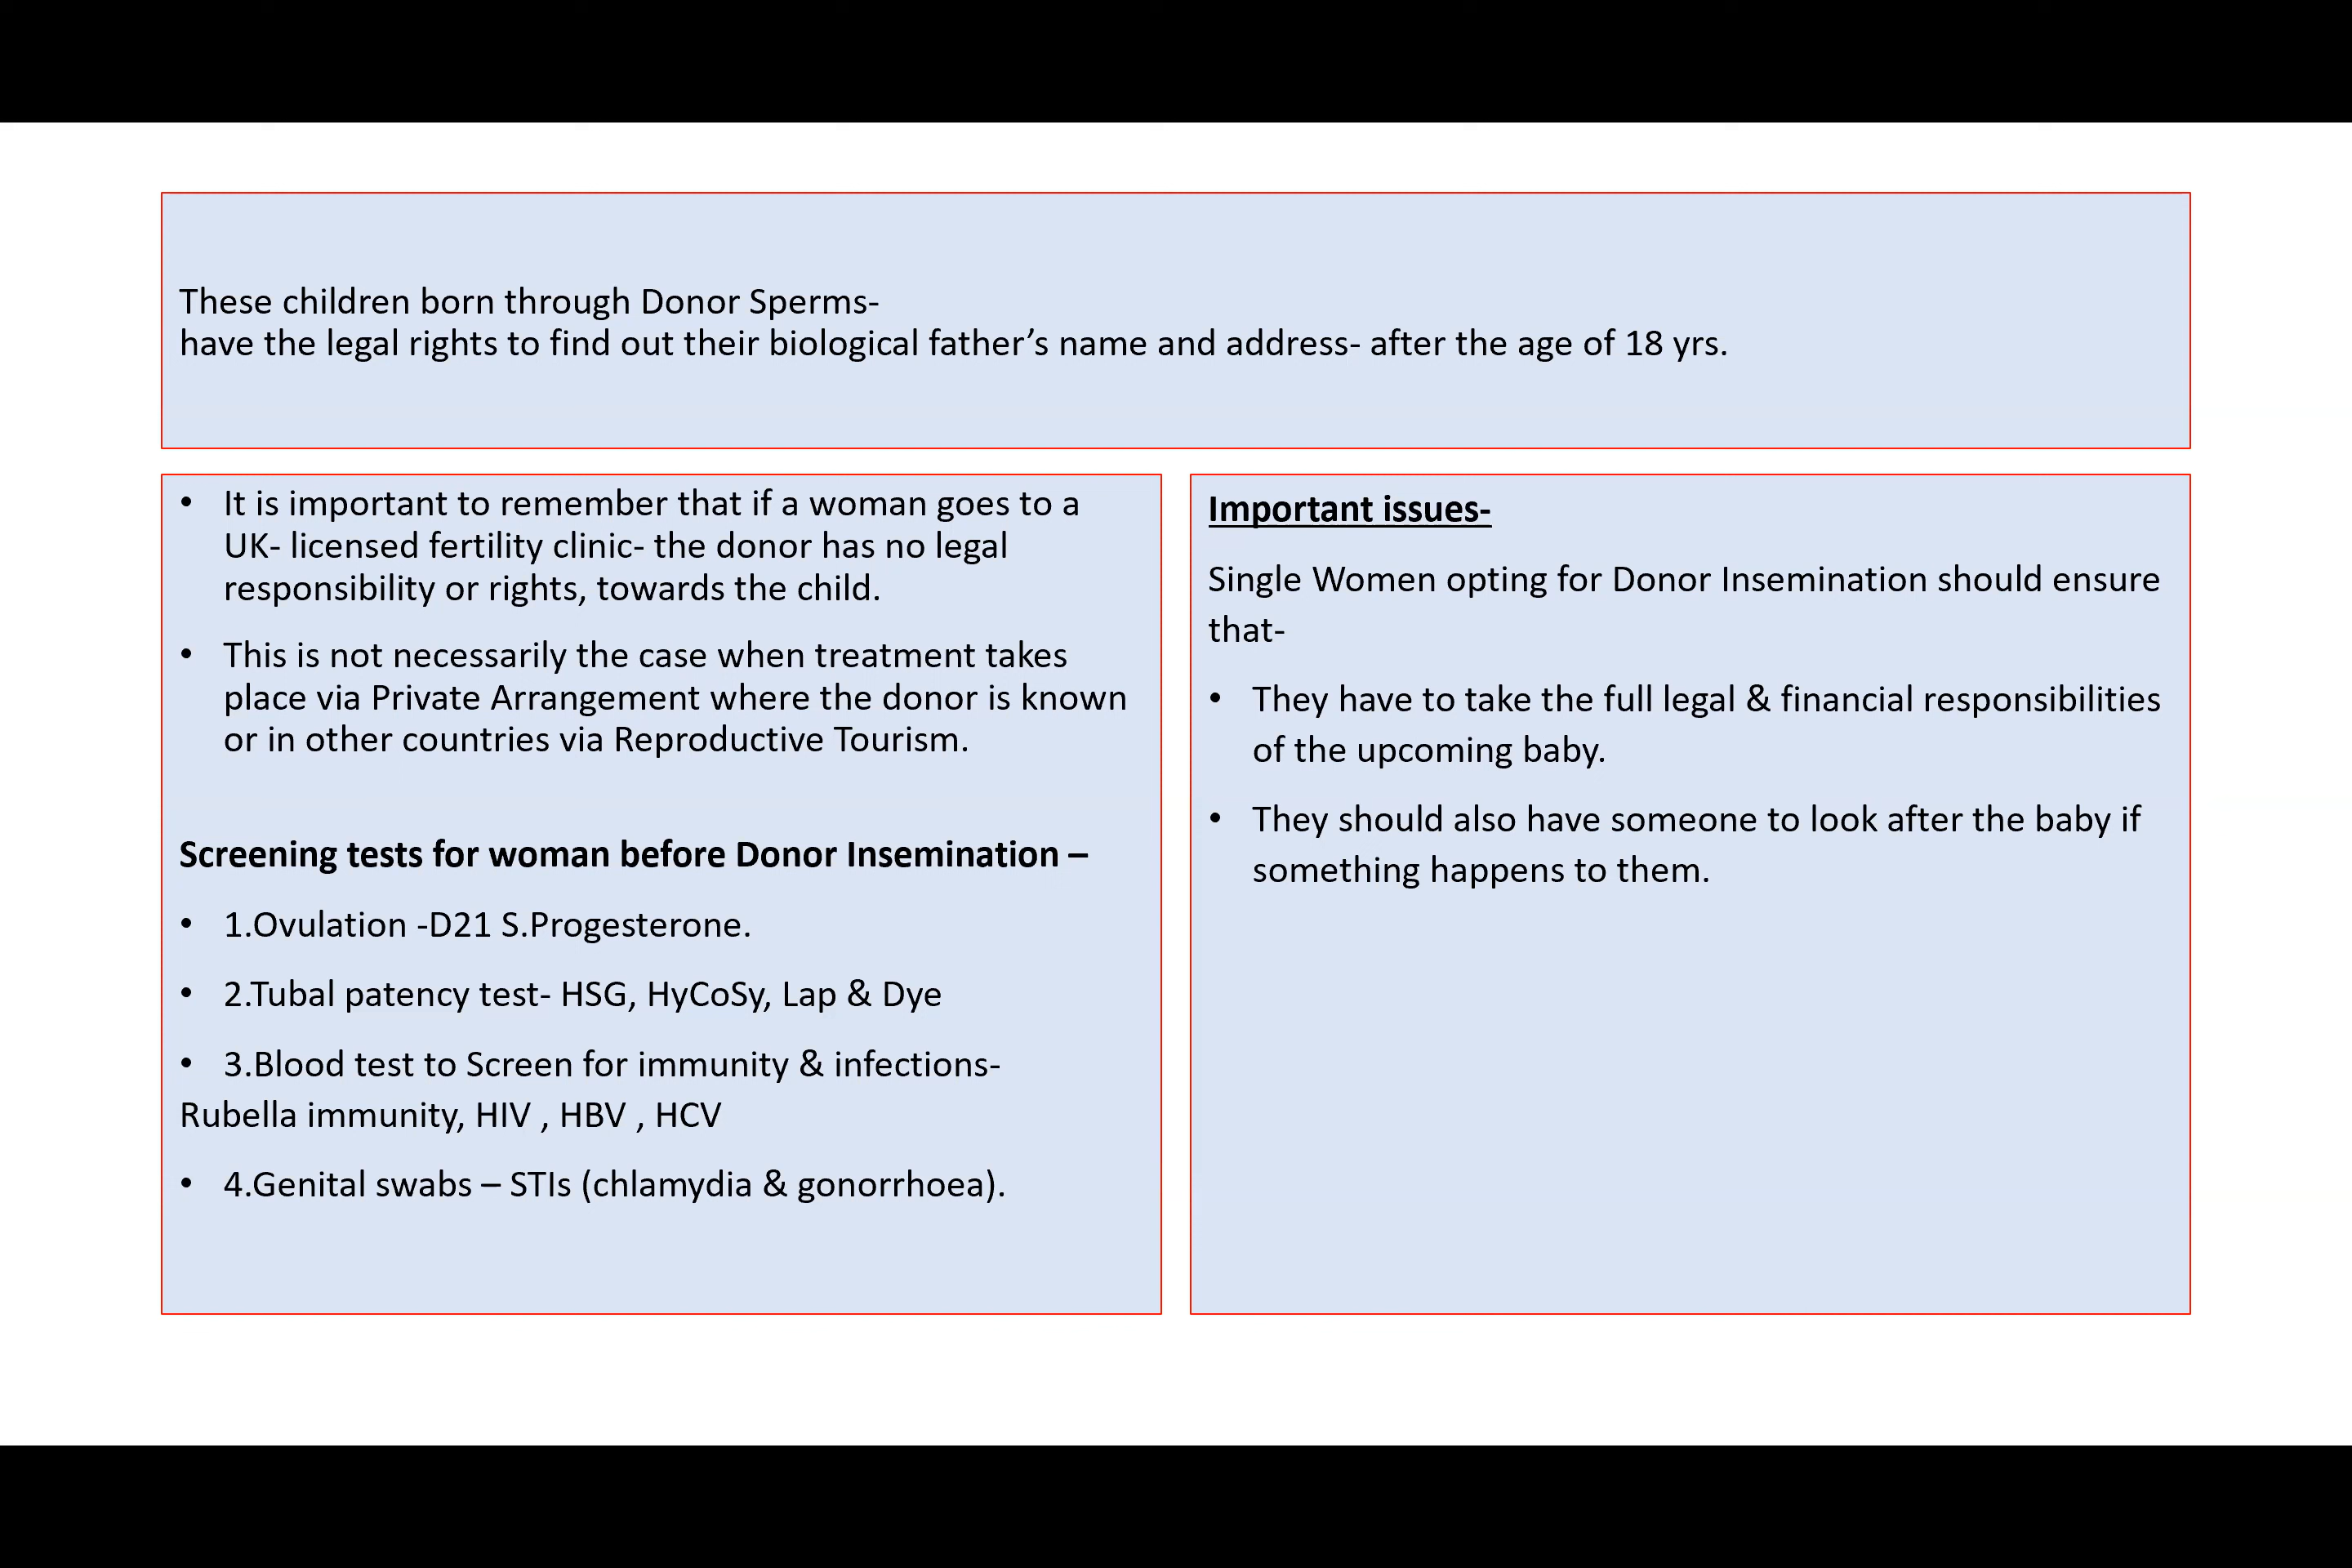 These children born through Donor Sperms-
have the legal rights to find out their biological father’s name and address- after the age of 18 yrs.
• It is important to remember that if a woman goes to a
UK- licensed fertility clinic- the donor has no legal
responsibility or rights, towards the child.
• This is not necessarily the case when treatment takes
place via Private Arrangement where the donor is known
or in other countries via Reproductive Tourism.
Screening tests for woman before Donor Insemination –
• 1.Ovulation -D21 S.Progesterone.
• 2.Tubal patency test- HSG, HyCoSy, Lap & Dye
• 3.Blood test to Screen for immunity & infections-
Rubella immunity, HIV , HBV , HCV
• 4.Genital swabs – STIs (chlamydia & gonorrhoea).
Important issues-
Single Women opting for Donor Insemination should ensure
that-
• They have to take the full legal & financial responsibilities
of the upcoming baby.
• They should also have someone to look after the baby if
something happens to them.